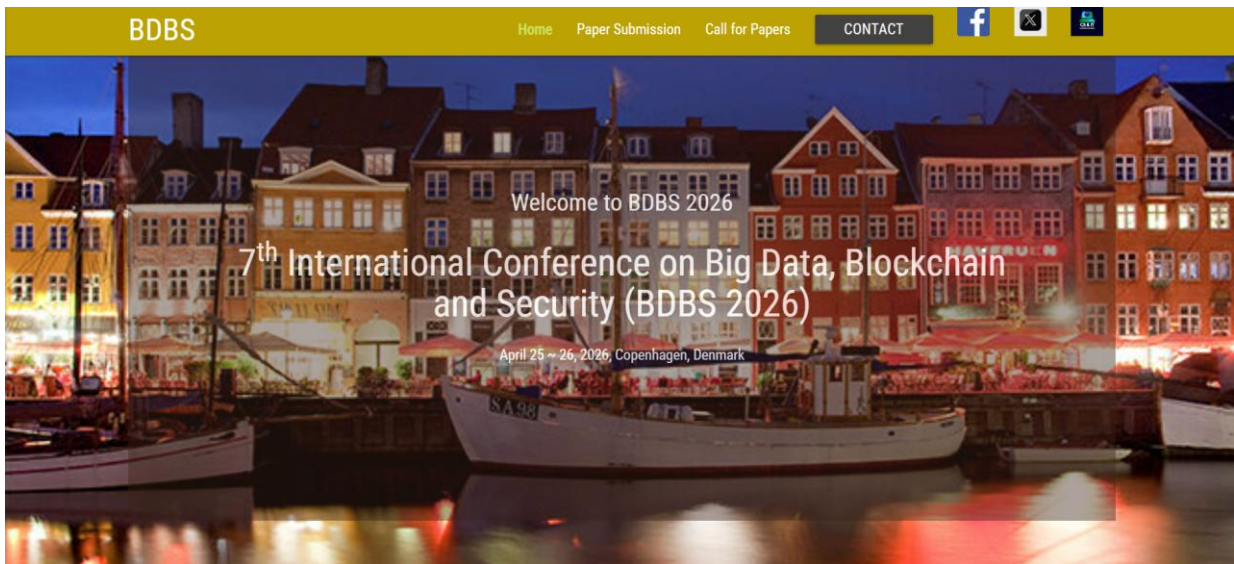 BDBS
Home Paper Submission Call for Papers CONTACT
Welcome to BDBS 2026
7th International Conference on Big Data, Blockchain
and Security (BDBS 2026)
April 25 ~ 26, 2026, Copenhagen, Denmark
S.A 98